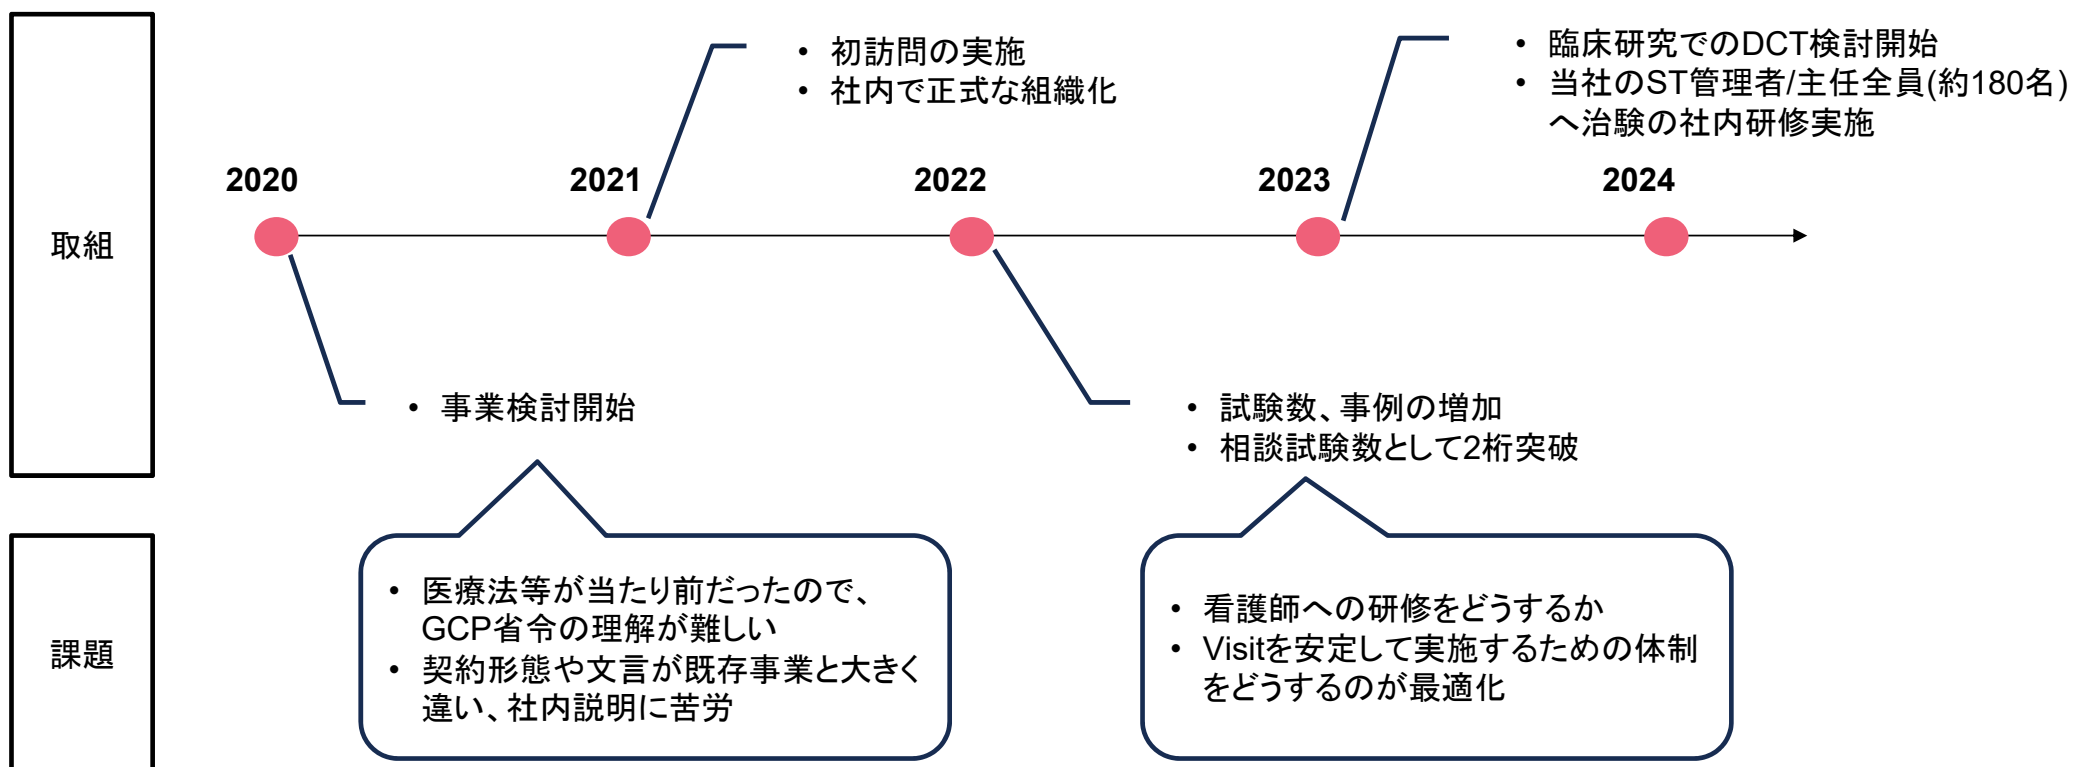 • 初訪問の実施
• 社内で正式な組織化
• 臨床研究でのDCT検討開始
• 当社のST管理者/主任全員(約180名)
へ治験の社内研修実施
2020
2021
2022
2023
2024
取組
• 事業検討開始
• 試験数、事例の増加
• 相談試験数として2桁突破
課題
• 医療法等が当たり前だったので、
GCP省令の理解が難しい
• 契約形態や文言が既存事業と大きく
違い、社内説明に苦労
• 看護師への研修をどうするか
• Visitを安定して実施するための体制
をどうするのが最適化